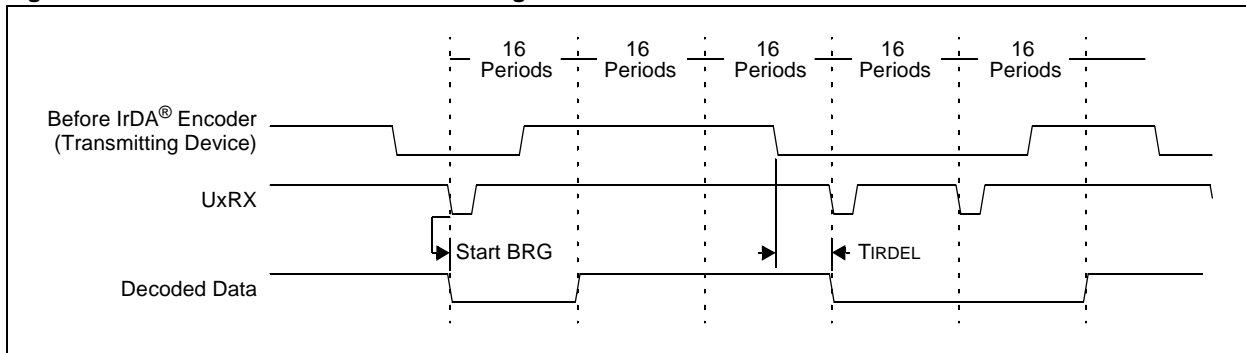 16 Periods
16 Periods
16 Periods
16 Periods
16 Periods
Before IrDA® Encoder
(Transmitting Device)
UxRX
Start BRG
TIRDEL
Decoded Data